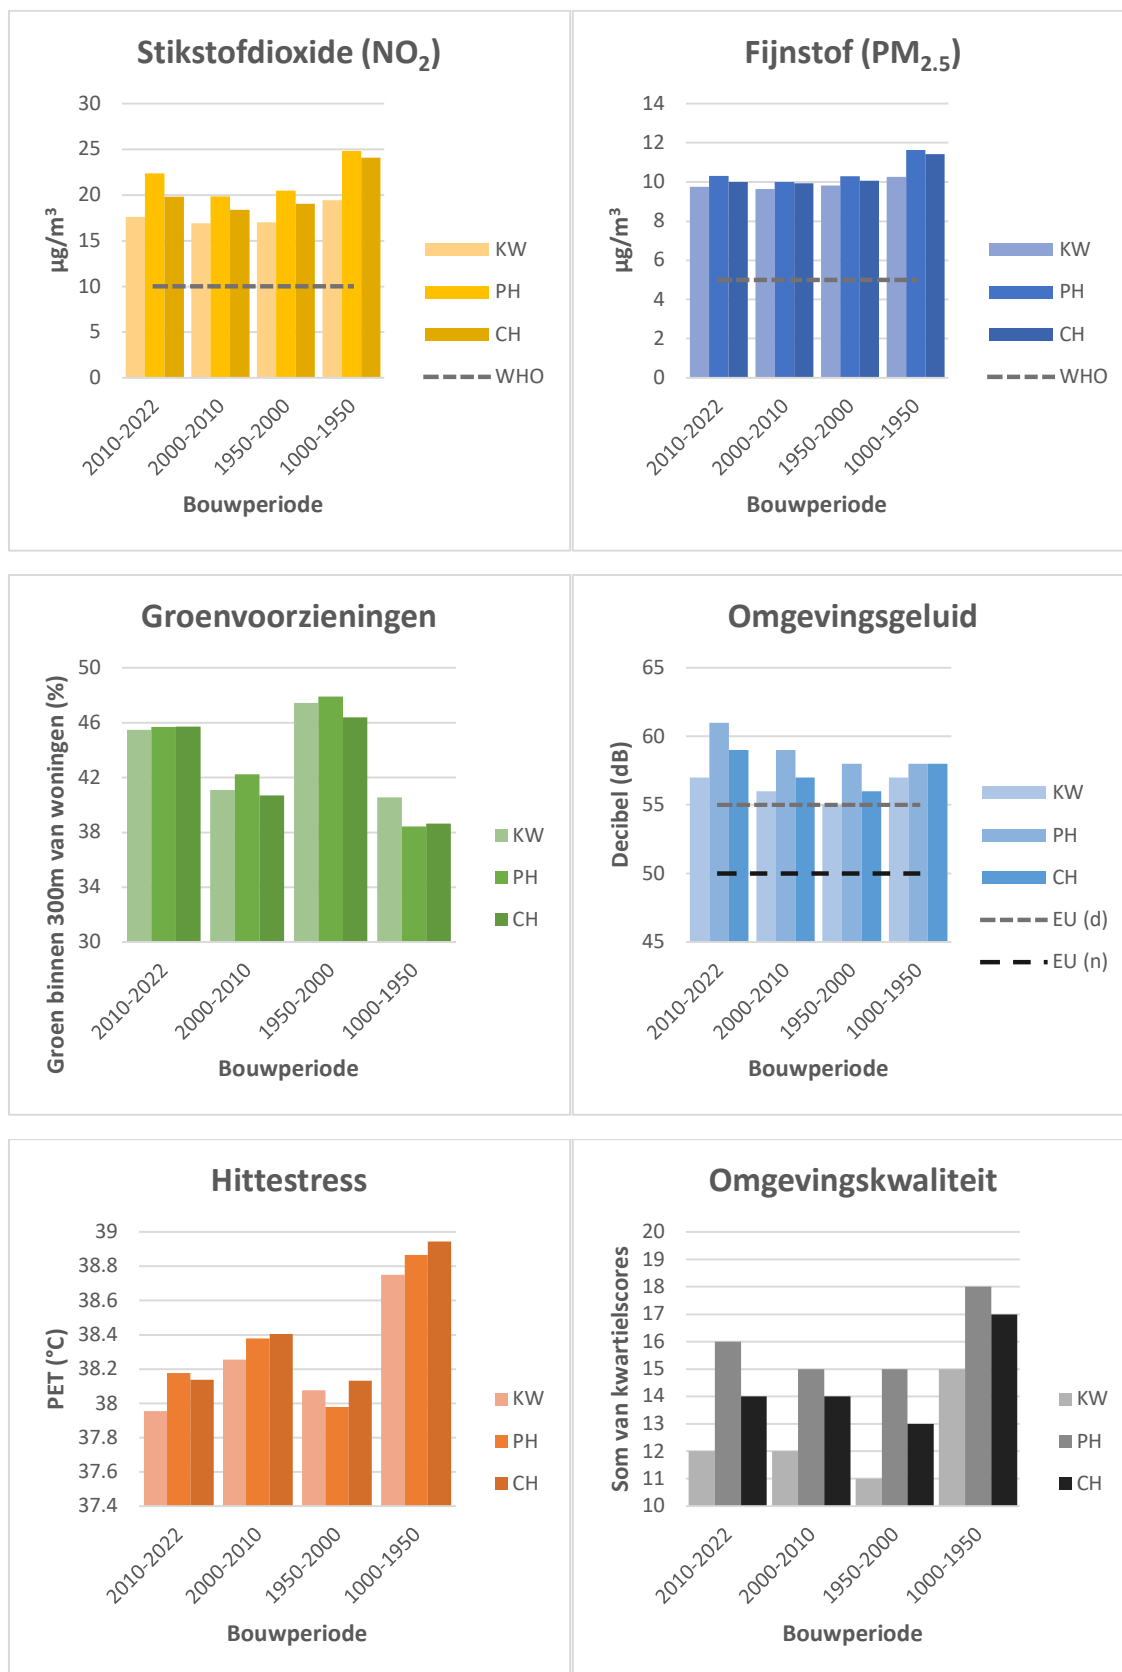 Stikstofdioxide (NO₂)
30
25
20
15
10
5
0
µg/m³
2010-2022
2000-2010
1950-2000
1000-1950
Bouwperiode
KW
PH
CH
WHO
Fijnstof (PM₂.₅)
14
12
10
8
6
4
2
0
µg/m³
2010-2022
2000-2010
1950-2000
1000-1950
Bouwperiode
KW
PH
CH
WHO
Groenvoorzieningen
50
46
42
38
34
30
Groen binnen 300m van woningen (%)
2010-2022
2000-2010
1950-2000
1000-1950
Bouwperiode
KW
PH
CH
Omgevingsgeluid
65
60
55
50
45
Decibel (dB)
2010-2022
2000-2010
1950-2000
1000-1950
Bouwperiode
KW
PH
CH
EU (d)
EU (n)
Hittestress
39
38.8
38.6
38.4
38.2
38
37.8
37.6
37.4
PET (°C)
2010-2022
2000-2010
1950-2000
1000-1950
Bouwperiode
KW
PH
CH
Omgevingskwaliteit
20
19
18
17
16
15
14
13
12
11
10
Som van kwartielscores
2010-2022
2000-2010
1950-2000
1000-1950
Bouwperiode
KW
PH
CH